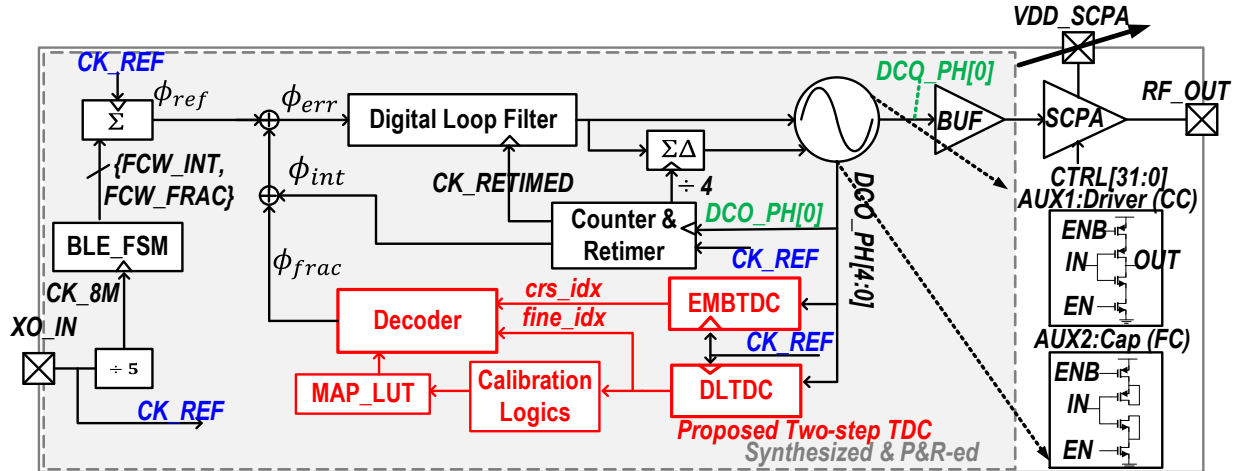 VDD_SCPA
CK_REF
DCO_PH[0]
ϕref
ϕerr
RF_OUT
Σ
Digital Loop Filter
BUF
SCPA
{FCW_INT,
FCW_FRAC}
ΣΔ
ϕint
CK_RETIMED
÷ 4
CTRL[31:0]
AUX1:Driver (CC)
DCO_PH[4:0]
DCO_PH[0]
Counter &
Retimer
BLE_FSM
ENB
IN
OUT
EN
CK_REF
ϕfrac
CK_8M
crs_idx
EMBTDC
XO_IN
Decoder
fine_idx
CK_REF
AUX2:Cap (FC)
÷ 5
MAP_LUT
Calibration
Logics
DLTDC
ENB
IN
EN
CK_REF
Proposed Two-step TDC
Synthesized & P&R-ed